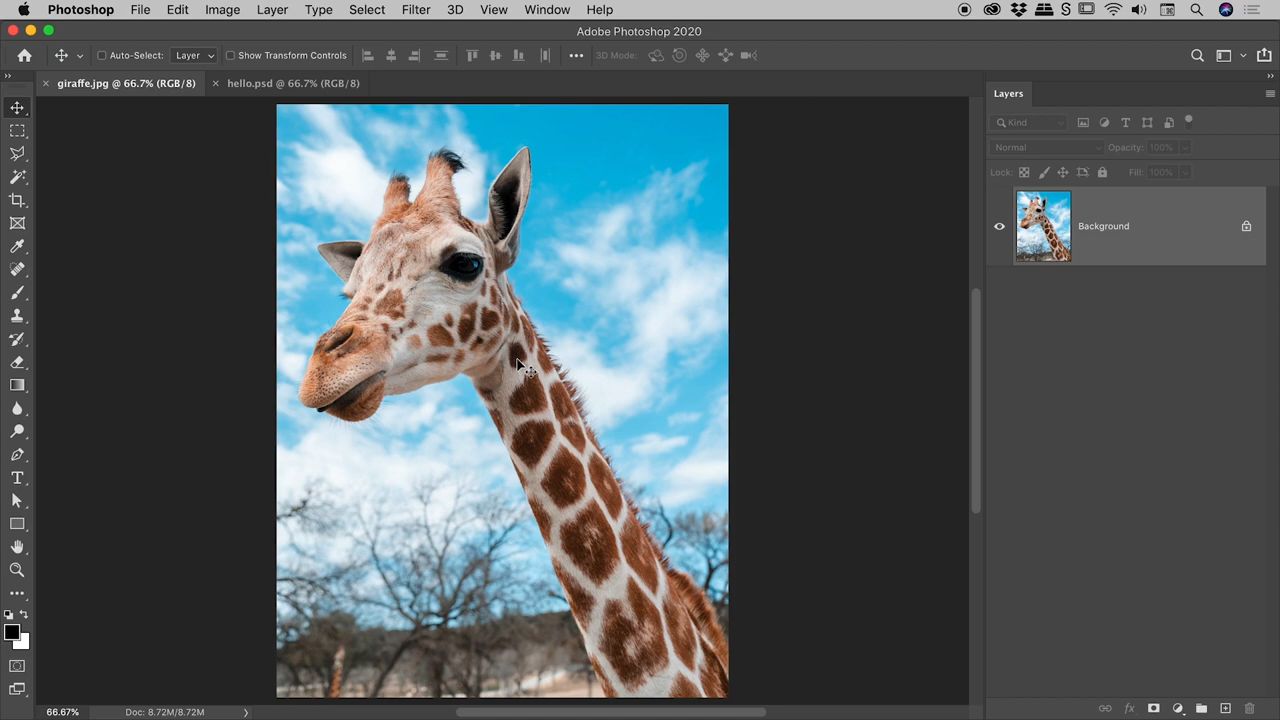 Photoshop File Edit Image Layer Type Select Filter 3D View Window Help
Adobe Photoshop 2020
Auto-Select: Layer Show Transform Controls 3D Mode:
giraffe.jpg @ 66.7% (RGB/8) hello.psd @ 66.7% (RGB/8)
Layers
Kind
Normal Opacity: 100%
Lock: Fill: 100%
Background
66.67% Doc: 8.72M/8.72M